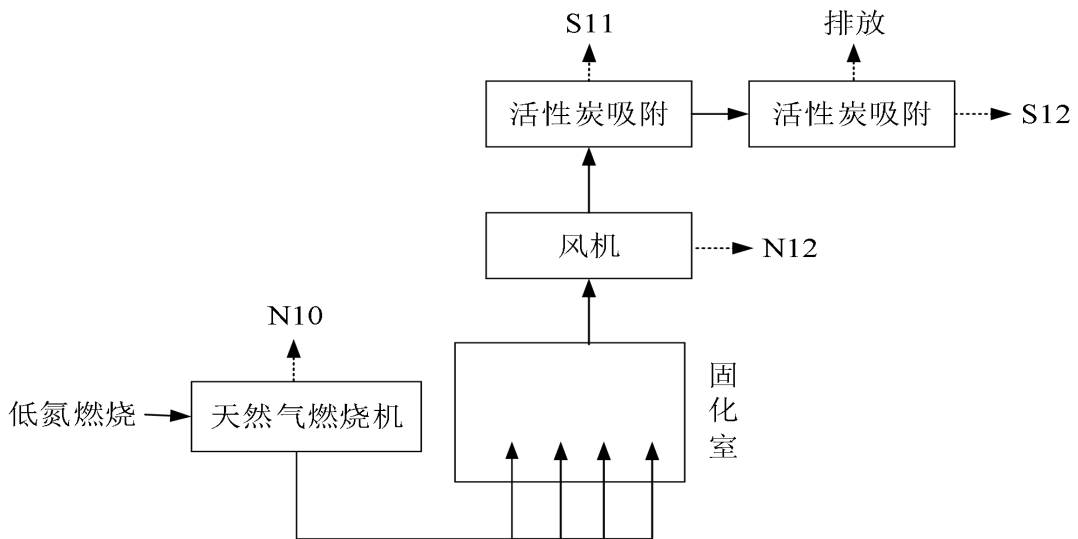 S11
排放
活性炭吸附
活性炭吸附
S12
风机
N12
N10
固化室
低氮燃烧
天然气燃烧机